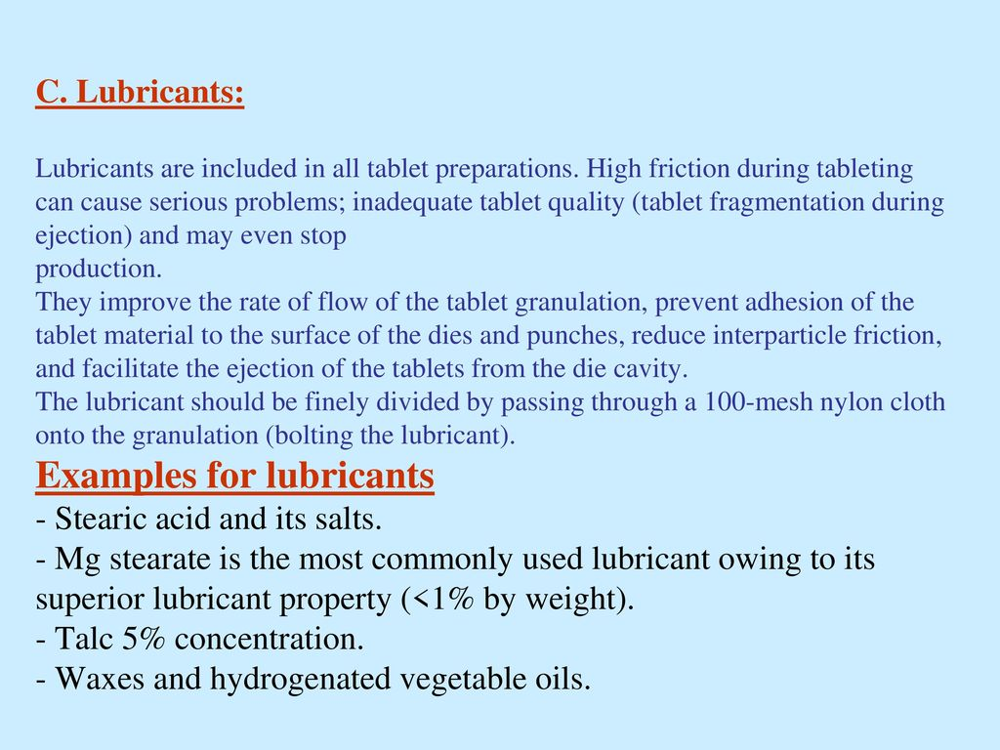 C. Lubricants:
Lubricants are included in all tablet preparations. High friction during tableting
can cause serious problems; inadequate tablet quality (tablet fragmentation during
ejection) and may even stop
production.
They improve the rate of flow of the tablet granulation, prevent adhesion of the
tablet material to the surface of the dies and punches, reduce interparticle friction,
and facilitate the ejection of the tablets from the die cavity.
The lubricant should be finely divided by passing through a 100-mesh nylon cloth
onto the granulation (bolting the lubricant).
Examples for lubricants
- Stearic acid and its salts.
- Mg stearate is the most commonly used lubricant owing to its
superior lubricant property (<1% by weight).
- Talc 5% concentration.
- Waxes and hydrogenated vegetable oils.